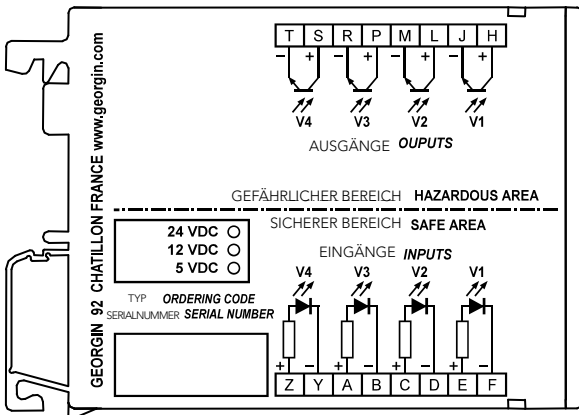 T S R P M L J H
− + − + − + − +
V4 V3 V2 V1
AUSGÄNGE OUPUTS
GEFÄHRLICHER BEREICH HAZARDOUS AREA
SICHERER BEREICH SAFE AREA
EINGÄNGE INPUTS
V4 V3 V2 V1
+ − + − + − + −
Z Y A B C D E F
24 VDC
12 VDC
5 VDC
TYP ORDERING CODE
SERIALNUMMER SERIAL NUMBER
GEORGIN 92 CHATILLON FRANCE www.georgin.com